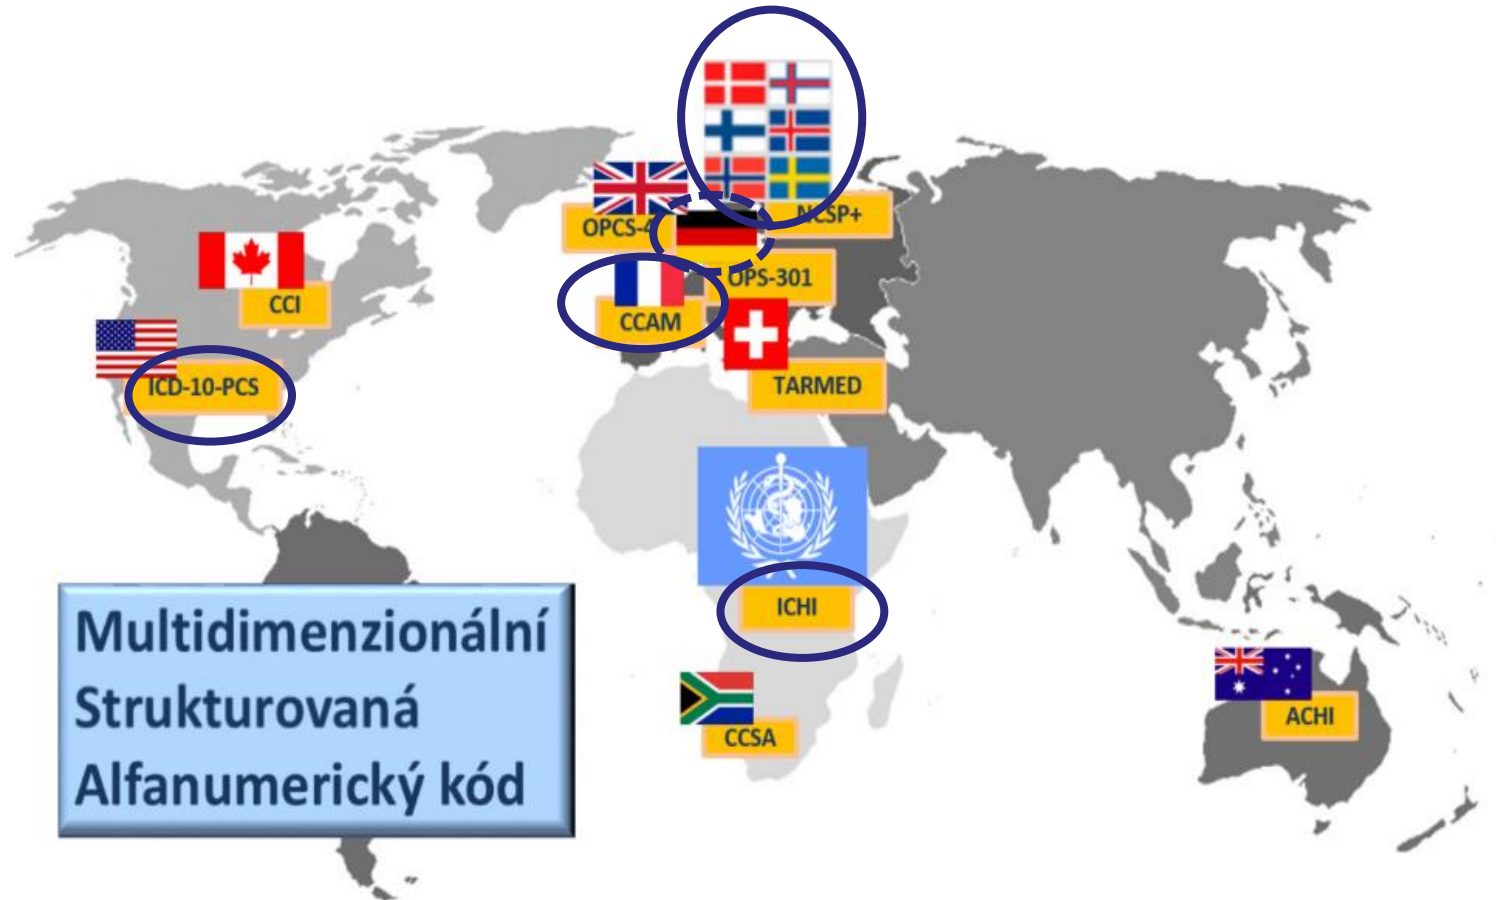 NCSP+
OPCS-4
OPS-301
CCI
CCAM
ICD-10-PCS
TARMED
ICHI
CCSA
ACHI
Multidimenzionální
Strukturovaná
Alfanumerický kód